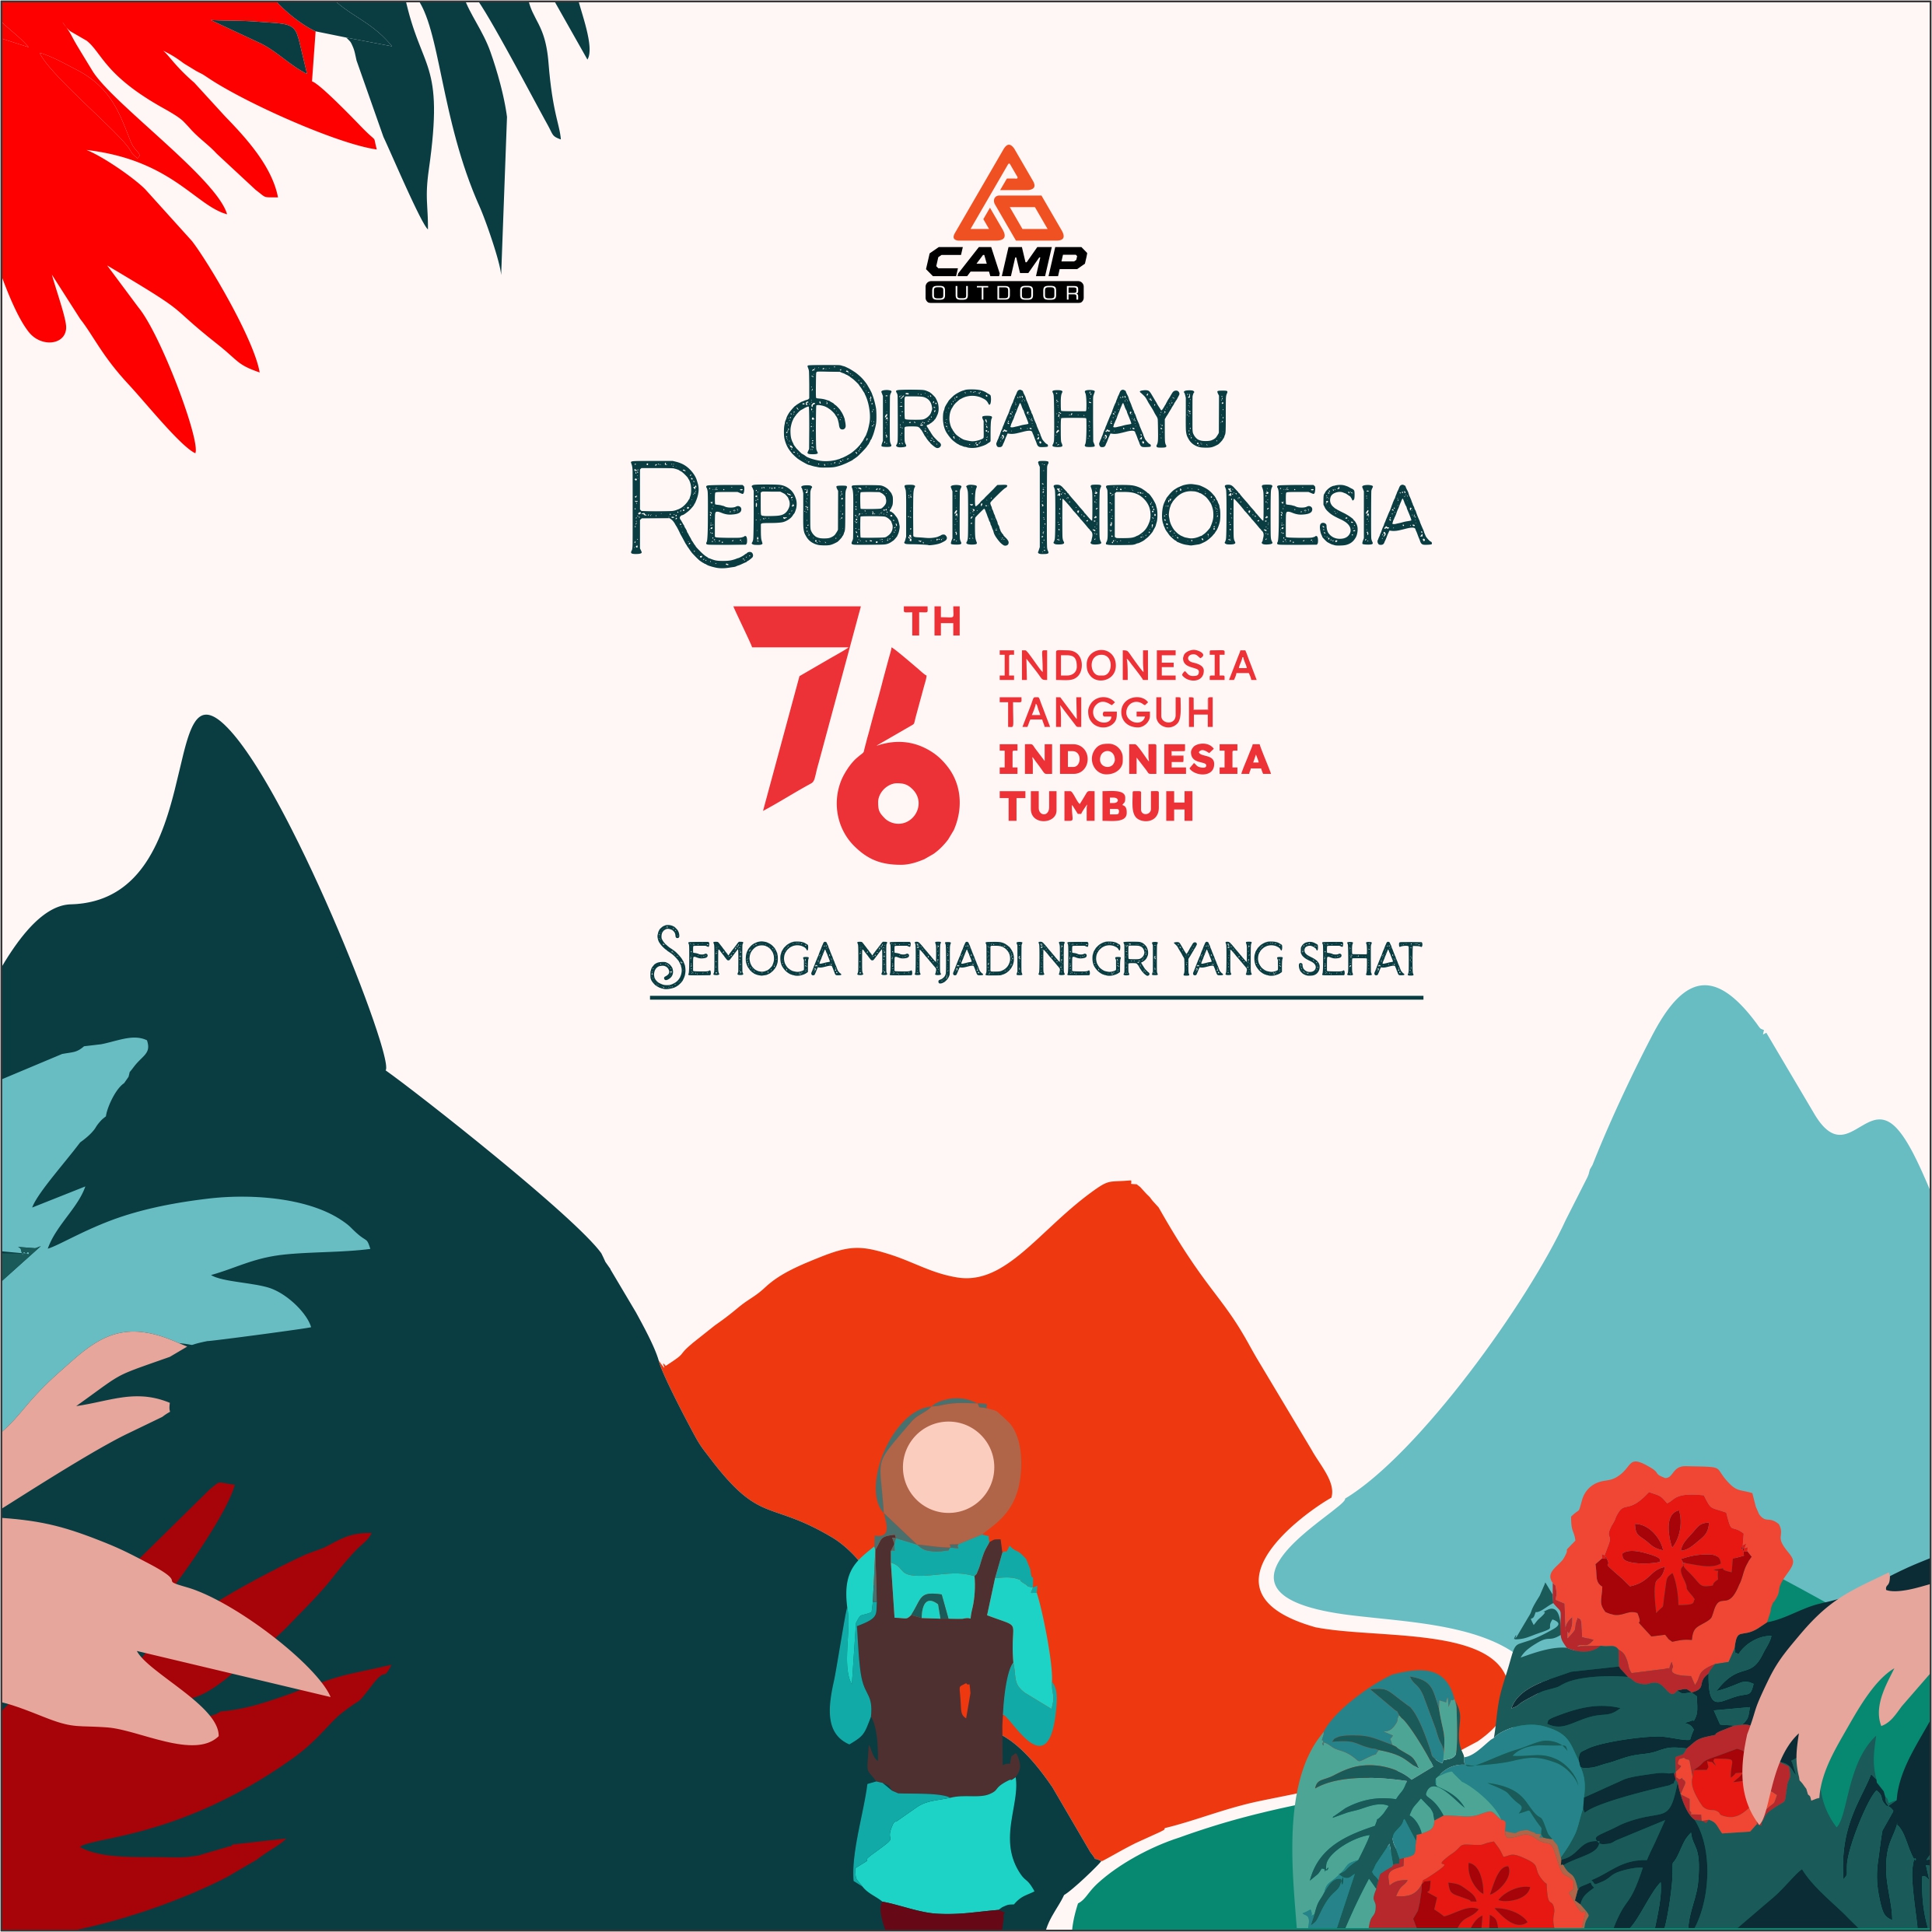 CAMP
OUTDOOR
DIRGAHAYU
REPUBLIK INDONESIA
76 TH
INDONESIA
TANGGUH
INDONESIA
TUMBUH
SEMOGA MENJADI NEGRI YANG SEHAT